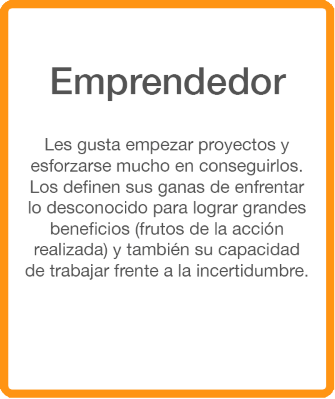 Emprendedor
Les gusta empezar proyectos y
esforzarse mucho en conseguirlos.
Los definen sus ganas de enfrentar
lo desconocido para lograr grandes
beneficios (frutos de la acción
realizada) y también su capacidad
de trabajar frente a la incertidumbre.